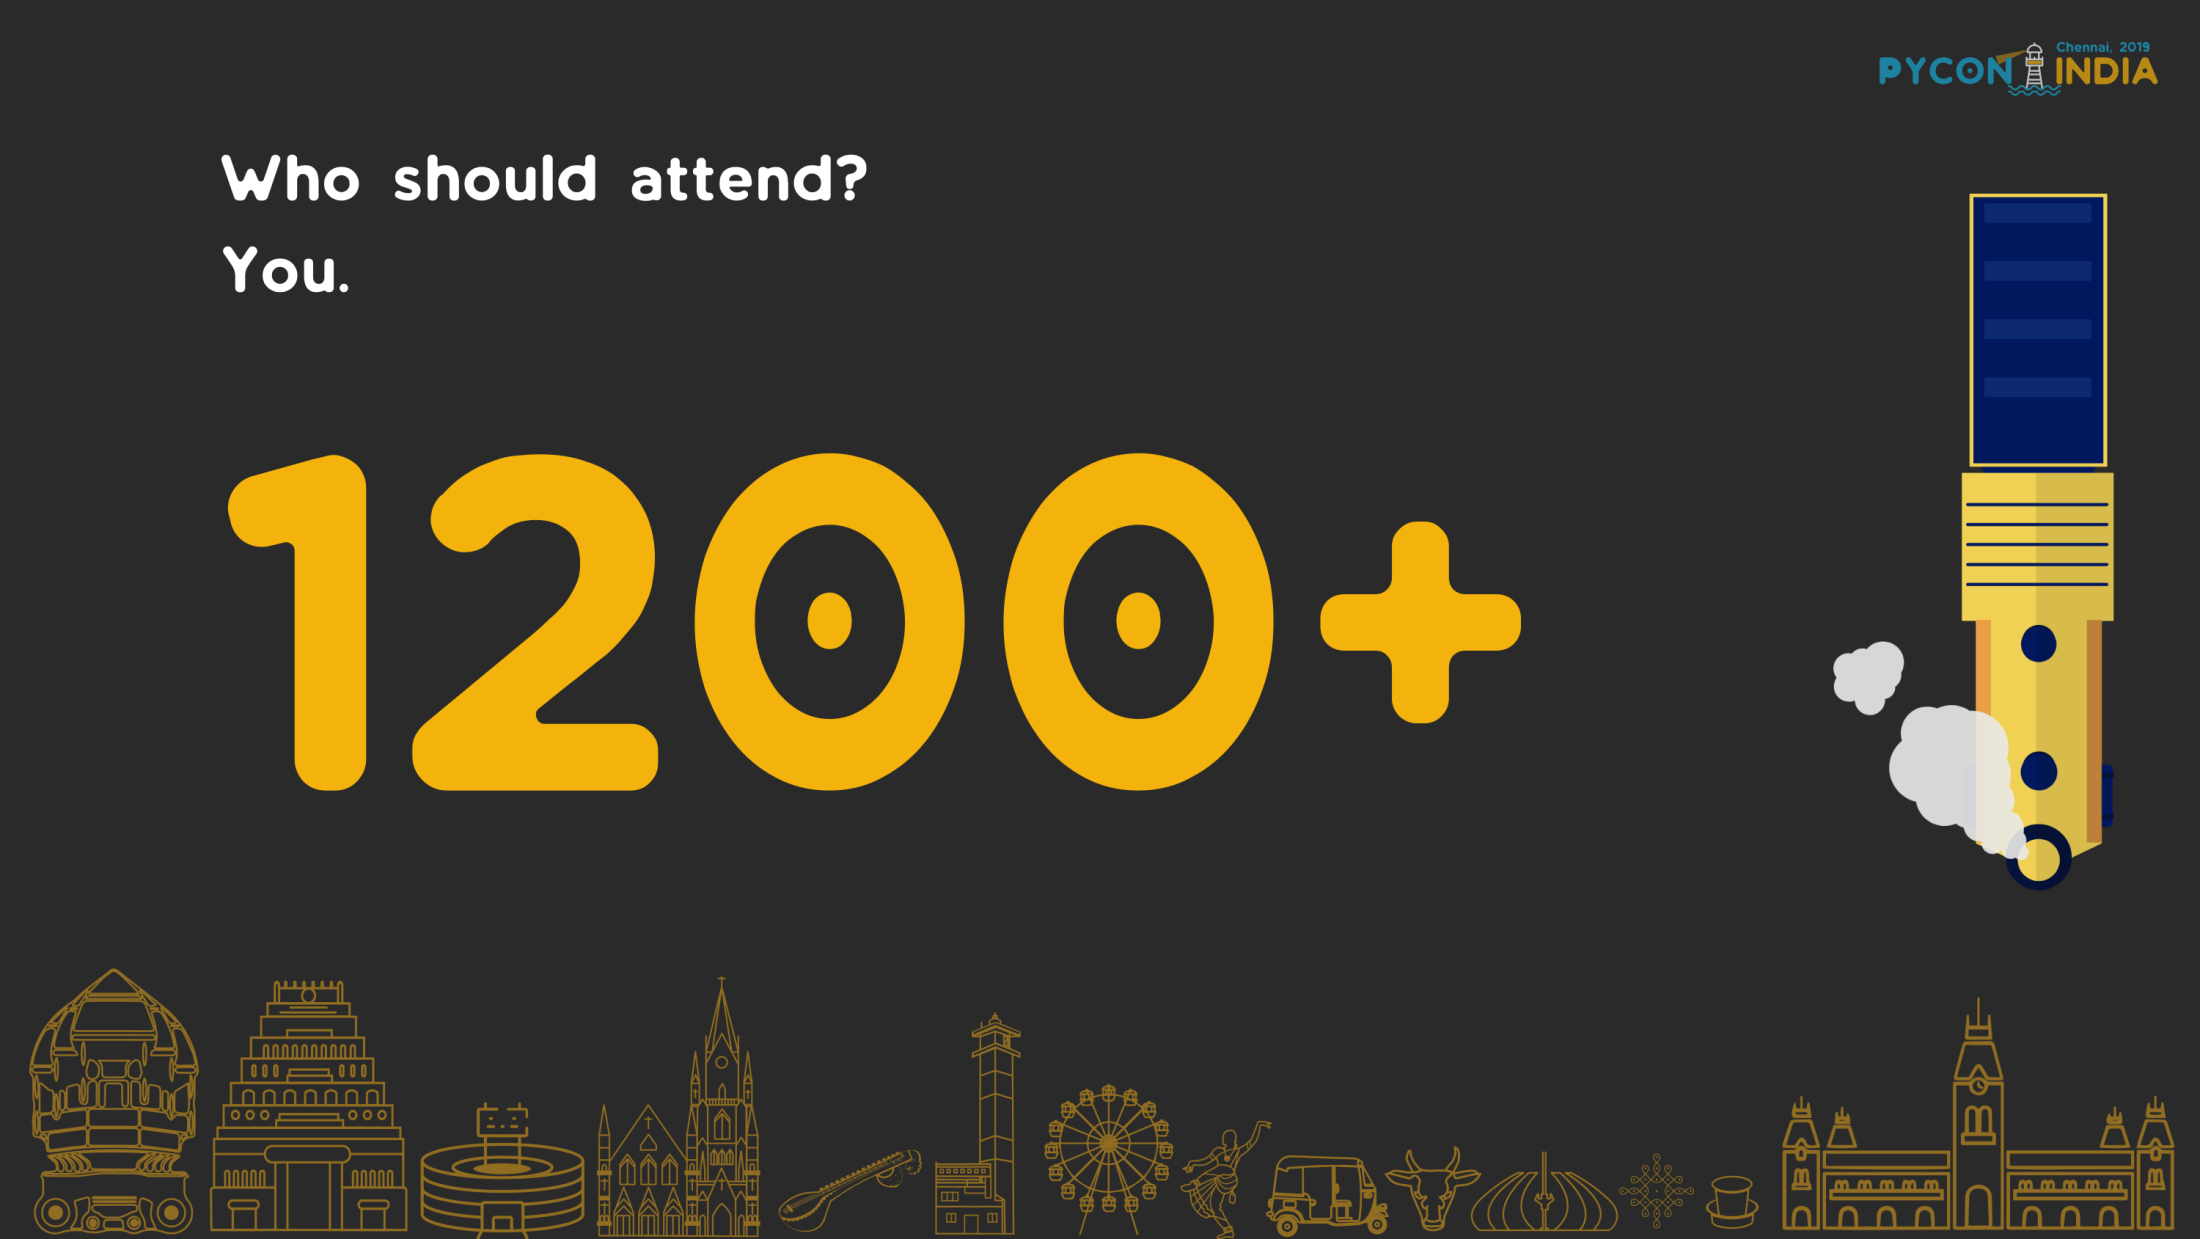 Chennai, 2019
PYCON INDIA
Who should attend?
You.
1200+